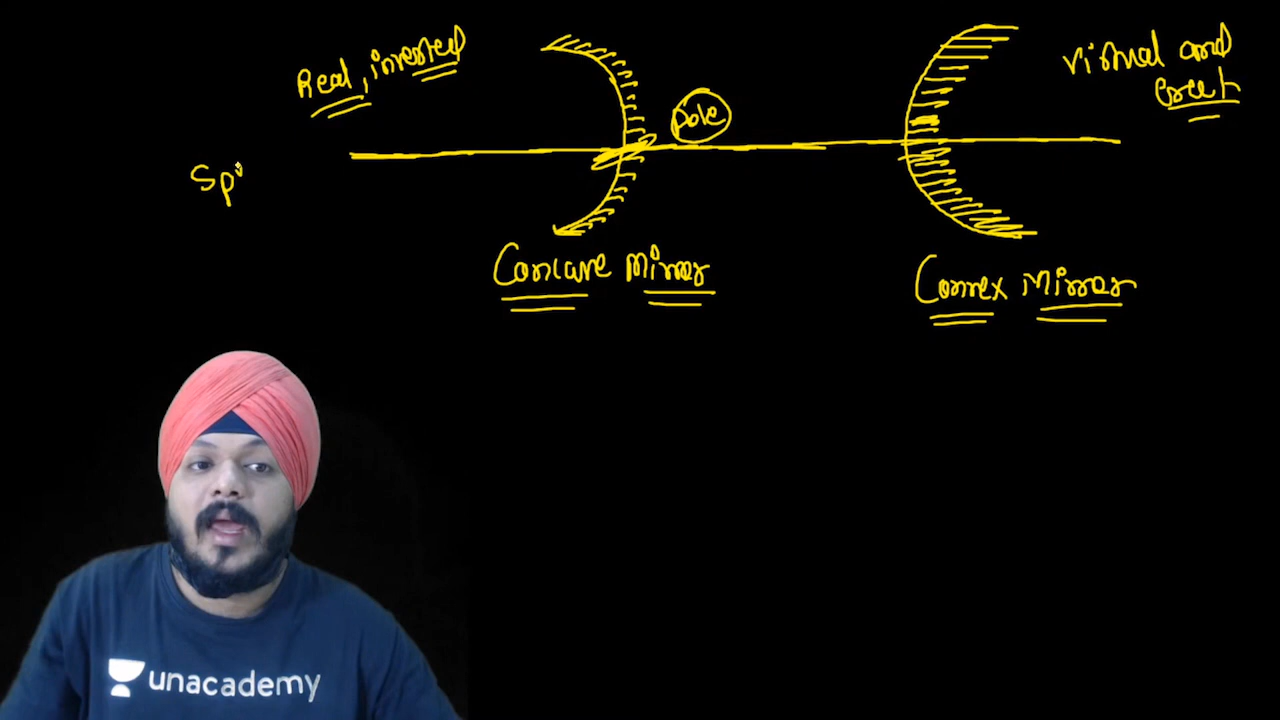 Real, inverted
pole
Virtual and
Erect
Sp
Concave Mirror
Convex Mirror
unacademy